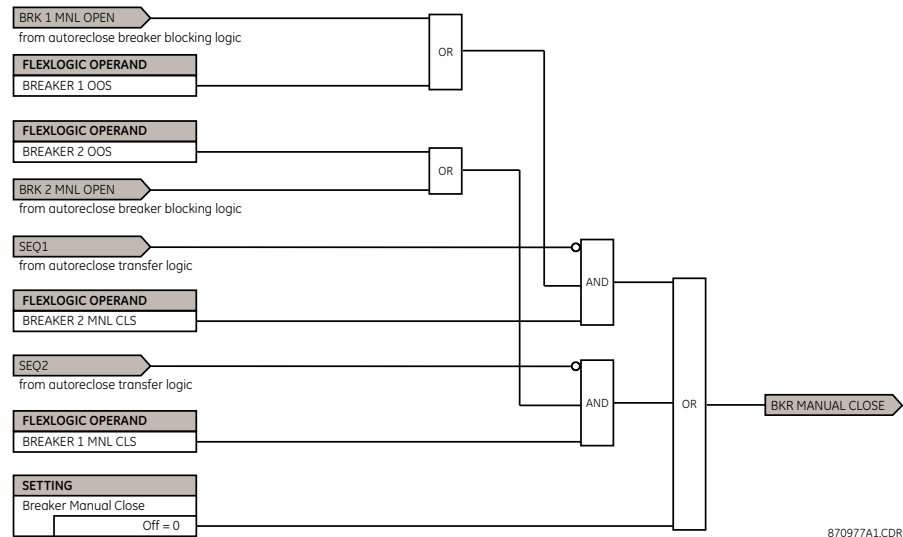 BRK 1 MNL OPEN
from autoreclose breaker blocking logic
OR
FLEXLOGIC OPERAND
BREAKER 1 OOS
FLEXLOGIC OPERAND
BREAKER 2 OOS
OR
BRK 2 MNL OPEN
from autoreclose breaker blocking logic
SEQ1
from autoreclose transfer logic
AND
FLEXLOGIC OPERAND
BREAKER 2 MNL CLS
SEQ2
from autoreclose transfer logic
AND
OR
BKR MANUAL CLOSE
FLEXLOGIC OPERAND
BREAKER 1 MNL CLS
SETTING
Breaker Manual Close
Off = 0
870977A1.CDR